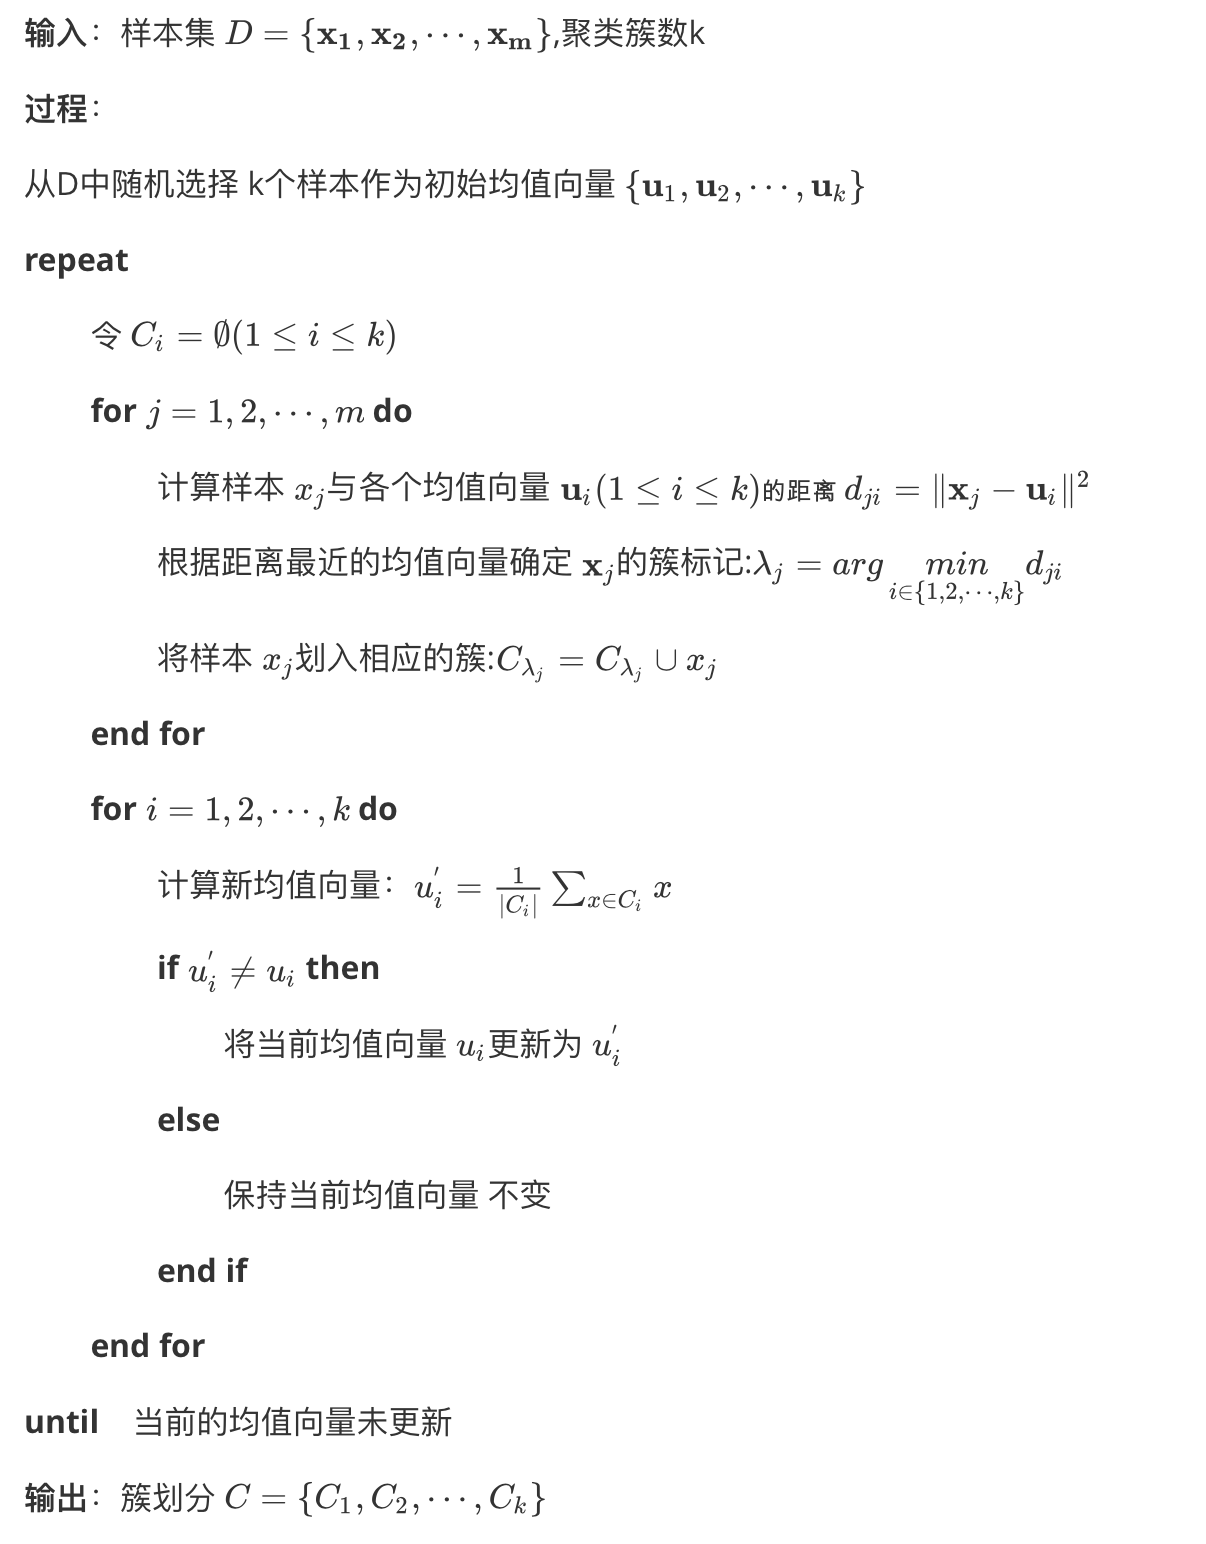 输入：样本集 $D = \{\mathbf{x_1}, \mathbf{x_2}, \cdots, \mathbf{x_m}\}$,聚类簇数k
过程：
从D中随机选择 k个样本作为初始均值向量 $\{\mathbf{u}_1, \mathbf{u}_2, \cdots, \mathbf{u}_k\}$
repeat
令 $C_i = \emptyset (1 \leq i \leq k)$
for $j = 1, 2, \cdots, m$ do
计算样本 $x_j$与各个均值向量 $\mathbf{u}_i (1 \leq i \leq k)$的距离 $d_{ji} = \|\mathbf{x}_j - \mathbf{u}_i\|^2$
根据距离最近的均值向量确定 $\mathbf{x}_j$的簇标记:$\lambda_j = arg \underset{i \in \{1,2,\cdots,k\}}{min} d_{ji}$
将样本 $x_j$划入相应的簇:$C_{\lambda_j} = C_{\lambda_j} \cup x_j$
end for
for $i = 1, 2, \cdots, k$ do
计算新均值向量：$u_i^{'} = \frac{1}{|C_i|} \sum_{x \in C_i} x$
if $u_i^{'} \neq u_i$ then
将当前均值向量 $u_i$更新为 $u_i^{'}$
else
保持当前均值向量 不变
end if
end for
until 当前的均值向量未更新
输出：簇划分 $C = \{C_1, C_2, \cdots, C_k\}$